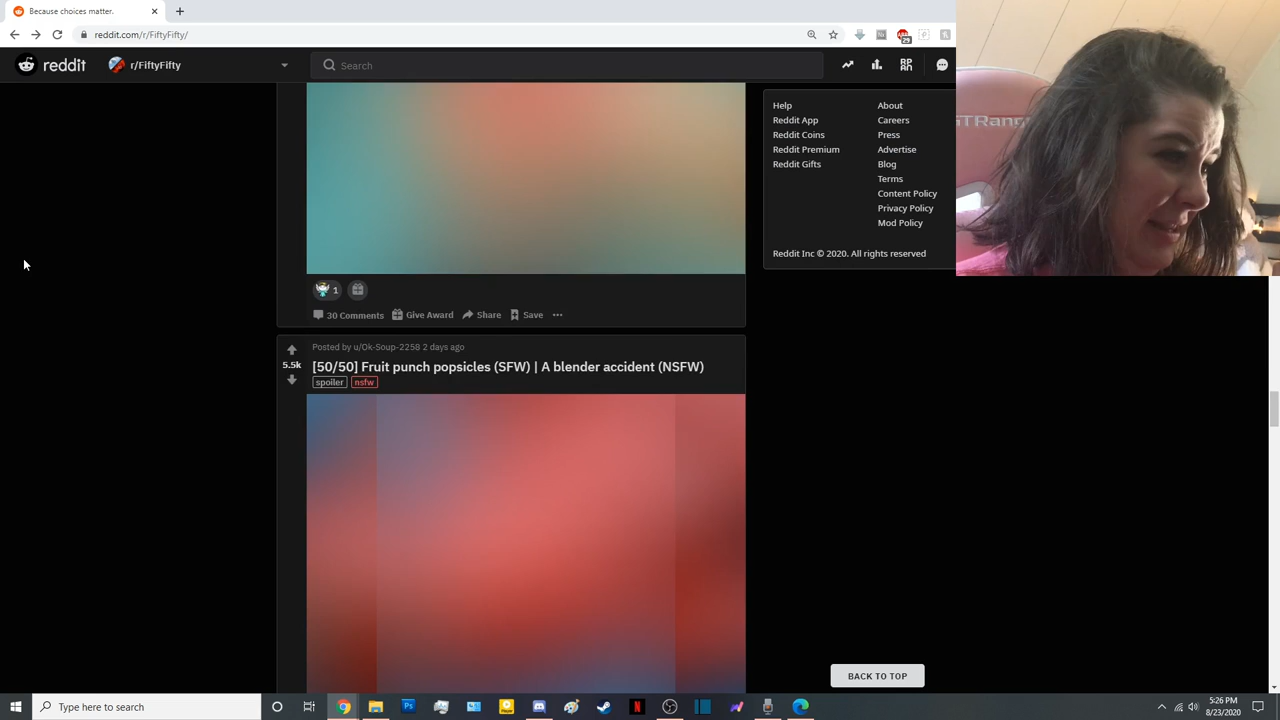 Because choices matter.
reddit.com/r/FiftyFifty/
reddit
r/FiftyFifty
Search
Help
About
Reddit App
Careers
Reddit Coins
Press
Reddit Premium
Advertise
Reddit Gifts
Blog
Terms
Content Policy
Privacy Policy
Mod Policy
Reddit Inc © 2020. All rights reserved
1
30 Comments
Give Award
Share
Save
Posted by u/Ok-Soup-2258 2 days ago
5.5k
[50/50] Fruit punch popsicles (SFW) | A blender accident (NSFW)
spoiler
nsfw
BACK TO TOP
Type here to search
5:26 PM
8/23/2020